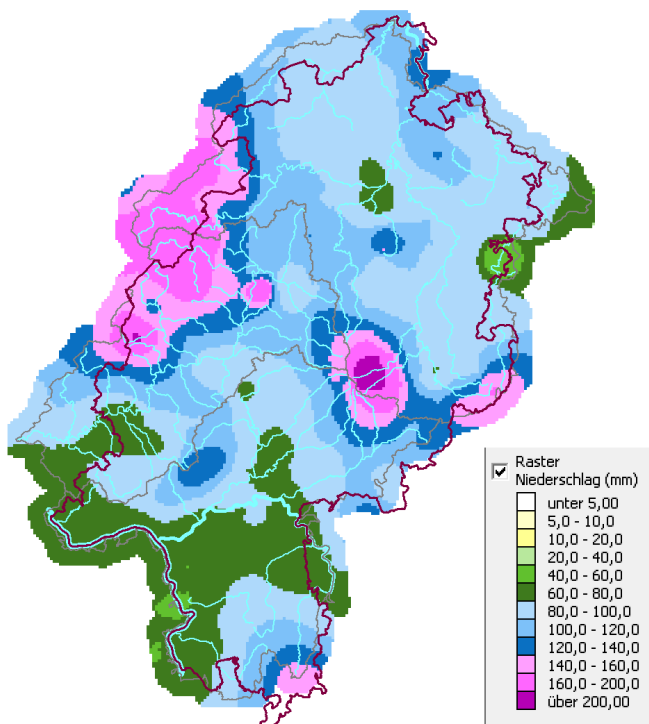 Raster
Niederschlag (mm)
unter 5,00
5,0 - 10,0
10,0 - 20,0
20,0 - 40,0
40,0 - 60,0
60,0 - 80,0
80,0 - 100,0
100,0 - 120,0
120,0 - 140,0
140,0 - 160,0
160,0 - 200,0
über 200,00